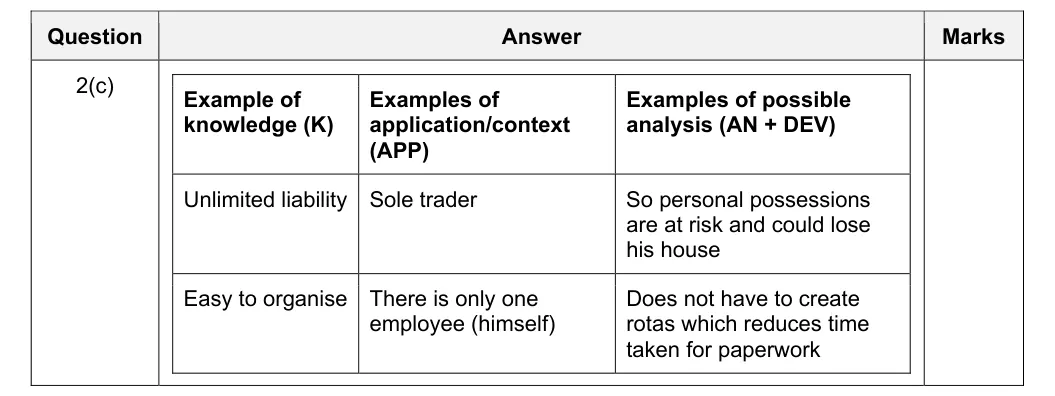 Question Answer Marks
2(c)
Example of
knowledge (K)
Examples of
application/context
(APP)
Examples of possible
analysis (AN + DEV)
Unlimited liability
Sole trader
So personal possessions
are at risk and could lose
his house
Easy to organise
There is only one
employee (himself)
Does not have to create
rotas which reduces time
taken for paperwork